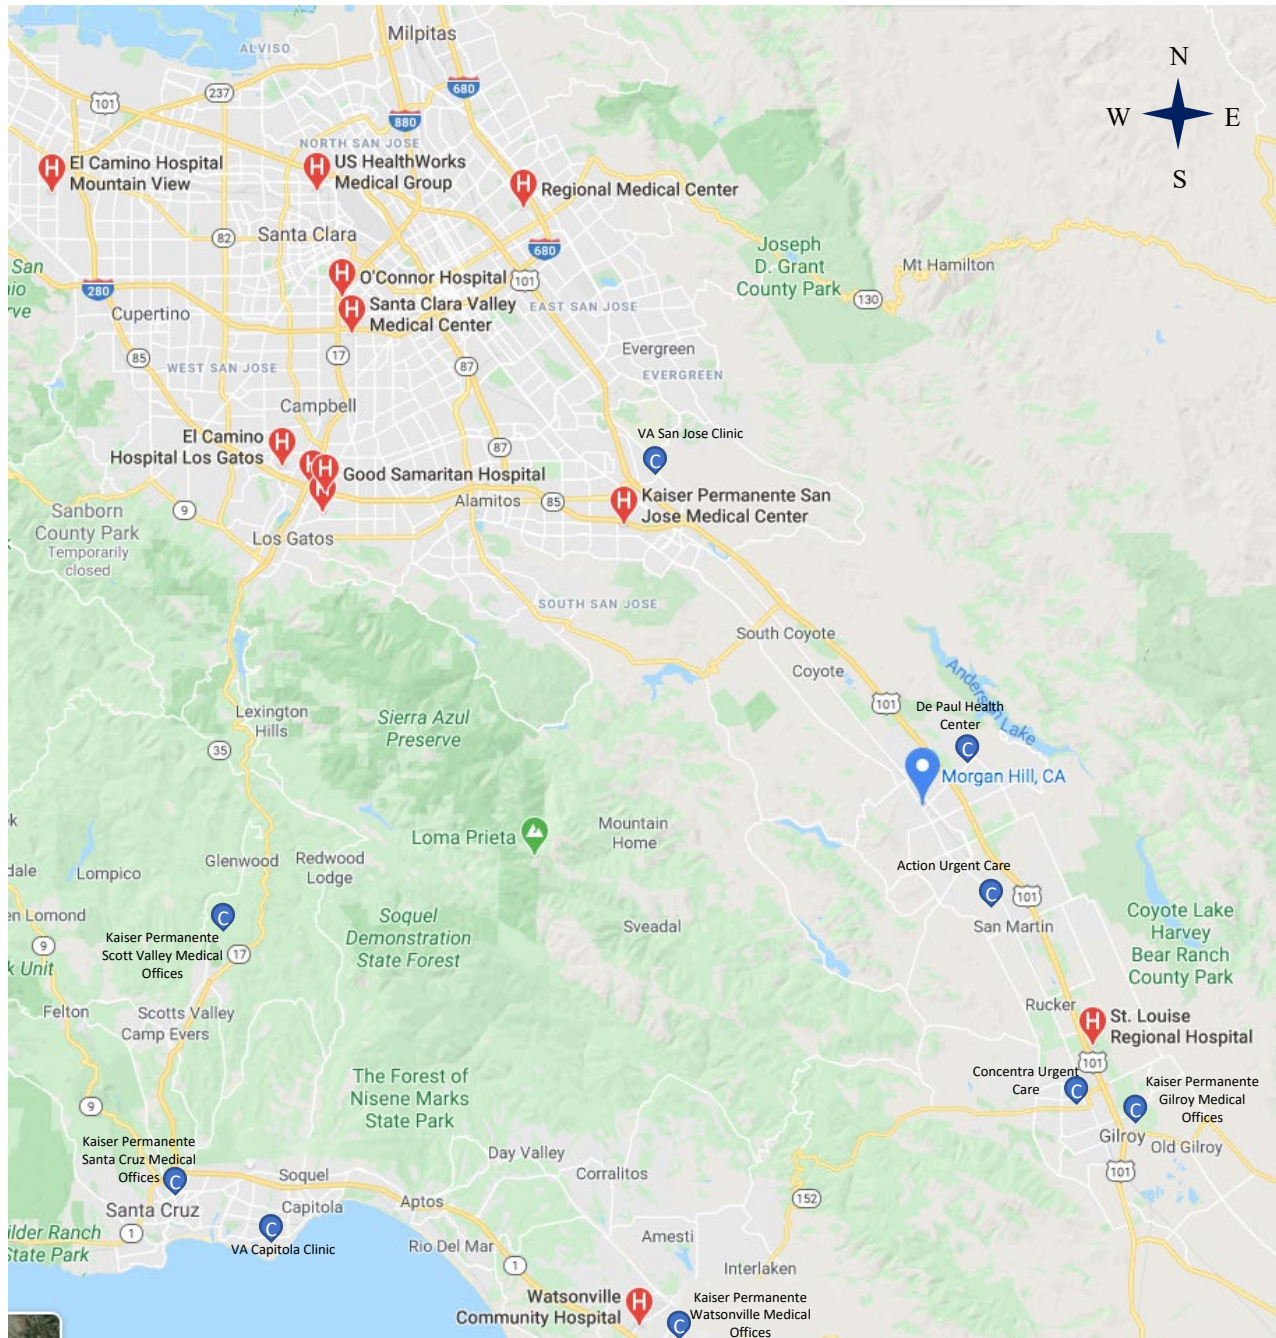 Milpitas
ALVISO
N
W E
S
680
237
101
880
NORTH SAN JOSE
El Camino Hospital
Mountain View
US HealthWorks
Medical Group
Regional Medical Center
82
Santa Clara
680
Joseph
D. Grant
County Park
Mt Hamilton
San
280
O'Connor Hospital
101
130
Cupertino
Santa Clara Valley
Medical Center
EAST SAN JOSE
85
17
Evergreen
WEST SAN JOSE
87
EVERGREEN
Campbell
El Camino
Hospital Los Gatos
VA San Jose Clinic
87
Good Samaritan Hospital
Alamitos
85
Kaiser Permanente San
Jose Medical Center
Sanborn
County Park
Temporarily
closed
9
Los Gatos
SOUTH SAN JOSE
South Coyote
Coyote
Anderson Lake
101
De Paul Health
Center
Lexington
Hills
Sierra Azul
Preserve
35
Morgan Hill, CA
Loma Prieta
Mountain
Home
Glenwood
Redwood
Lodge
Lompico
Action Urgent Care
101
en Lomond
Soquel
Demonstration
State Forest
Sveadal
San Martin
Coyote Lake
Harvey
Bear Ranch
County Park
9
Kaiser Permanente
Scott Valley Medical
Offices
17
k Unit
Felton
Scotts Valley
Camp Evers
Rucker
St. Louise
Regional Hospital
101
Concentra Urgent
Care
Kaiser Permanente
Gilroy Medical
Offices
The Forest of
Nisene Marks
State Park
9
Gilroy
Old Gilroy
Kaiser Permanente
Santa Cruz Medical
Offices
Day Valley
Corralitos
101
Soquel
152
Santa Cruz
Capitola
Aptos
1
VA Capitola Clinic
Rio Del Mar
Amesti
ilder Ranch
State Park
1
Interlaken
Watsonville
Community Hospital
Kaiser Permanente
Watsonville Medical
Offices